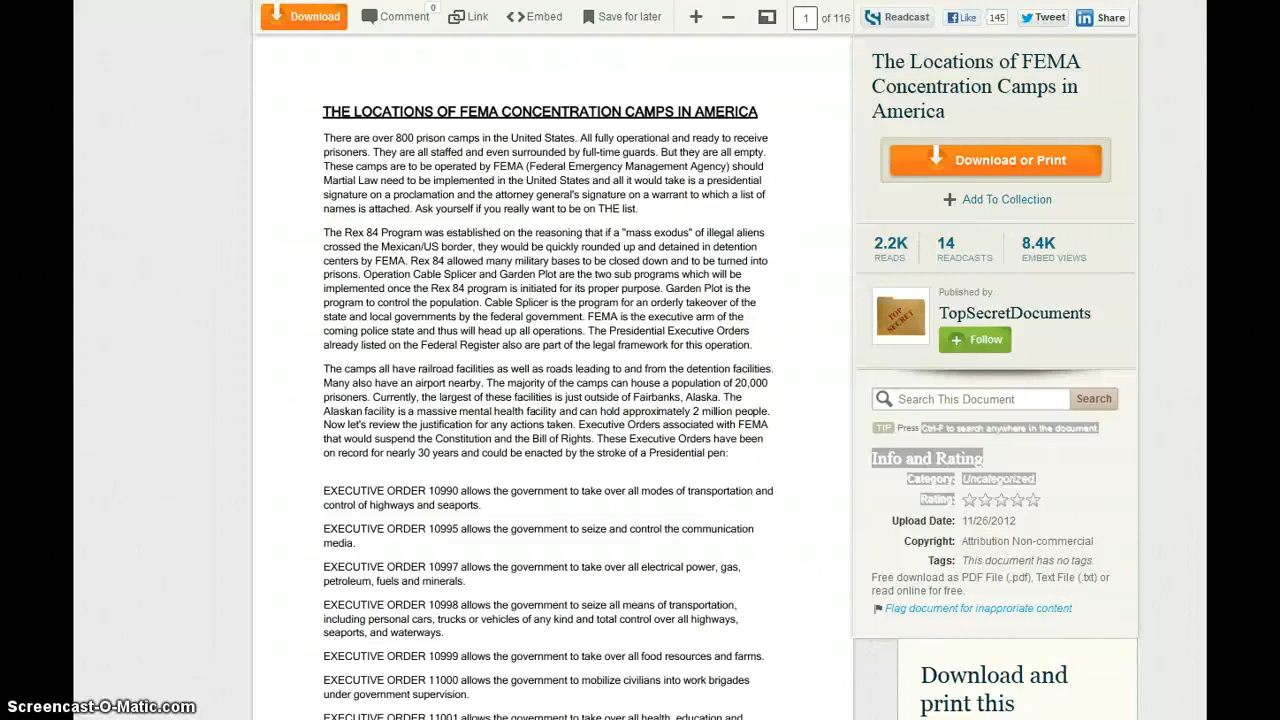 Download
Comment
0
Link
Embed
Save for later
1
of 116
Readcast
Like
145
Tweet
Share
THE LOCATIONS OF FEMA CONCENTRATION CAMPS IN AMERICA
There are over 800 prison camps in the United States. All fully operational and ready to receive
prisoners. They are all staffed and even surrounded by full-time guards. But they are all empty.
These camps are to be operated by FEMA (Federal Emergency Management Agency) should
Martial Law need to be implemented in the United States and all it would take is a presidential
signature on a proclamation and the attorney general's signature on a warrant to which a list of
names is attached. Ask yourself if you really want to be on THE list.
The Rex 84 Program was established on the reasoning that if a "mass exodus" of illegal aliens
crossed the Mexican/US border, they would be quickly rounded up and detained in detention
centers by FEMA. Rex 84 allowed many military bases to be closed down and to be turned into
prisons. Operation Cable Splicer and Garden Plot are the two sub programs which will be
implemented once the Rex 84 program is initiated for its proper purpose. Garden Plot is the
program to control the population. Cable Splicer is the program for an orderly takeover of the
state and local governments by the federal government. FEMA is the executive arm of the
coming police state and thus will head up all operations. The Presidential Executive Orders
already listed on the Federal Register also are part of the legal framework for this operation.
The camps all have railroad facilities as well as roads leading to and from the detention facilities.
Many also have an airport nearby. The majority of the camps can house a population of 20,000
prisoners. Currently, the largest of these facilities is just outside of Fairbanks, Alaska. The
Alaskan facility is a massive mental health facility and can hold approximately 2 million people.
Now let's review the justification for any actions taken. Executive Orders associated with FEMA
that would suspend the Constitution and the Bill of Rights. These Executive Orders have been
on record for nearly 30 years and could be enacted by the stroke of a Presidential pen:
EXECUTIVE ORDER 10990 allows the government to take over all modes of transportation and
control of highways and seaports.
EXECUTIVE ORDER 10995 allows the government to seize and control the communication
media.
EXECUTIVE ORDER 10997 allows the government to take over all electrical power, gas,
petroleum, fuels and minerals.
EXECUTIVE ORDER 10998 allows the government to seize all means of transportation,
including personal cars, trucks or vehicles of any kind and total control over all highways,
seaports, and waterways.
EXECUTIVE ORDER 10999 allows the government to take over all food resources and farms.
EXECUTIVE ORDER 11000 allows the government to mobilize civilians into work brigades
under government supervision.
EXECUTIVE ORDER 11001 allows the government to take over all health, education and
The Locations of FEMA
Concentration Camps in
America
Download or Print
Add To Collection
2.2K
READS
14
READCASTS
8.4K
EMBED VIEWS
TOP SECRET
Published by
TopSecretDocuments
Follow
Search This Document
Search
TIP Press Ctrl-F to search anywhere in the document.
Info and Rating
Category: Uncategorized
Rating:
Upload Date: 11/26/2012
Copyright: Attribution Non-commercial
Tags: This document has no tags.
Free download as PDF File (.pdf), Text File (.txt) or
read online for free.
Flag document for inapproriate content
Download and
print this
Screencast-O-Matic.com